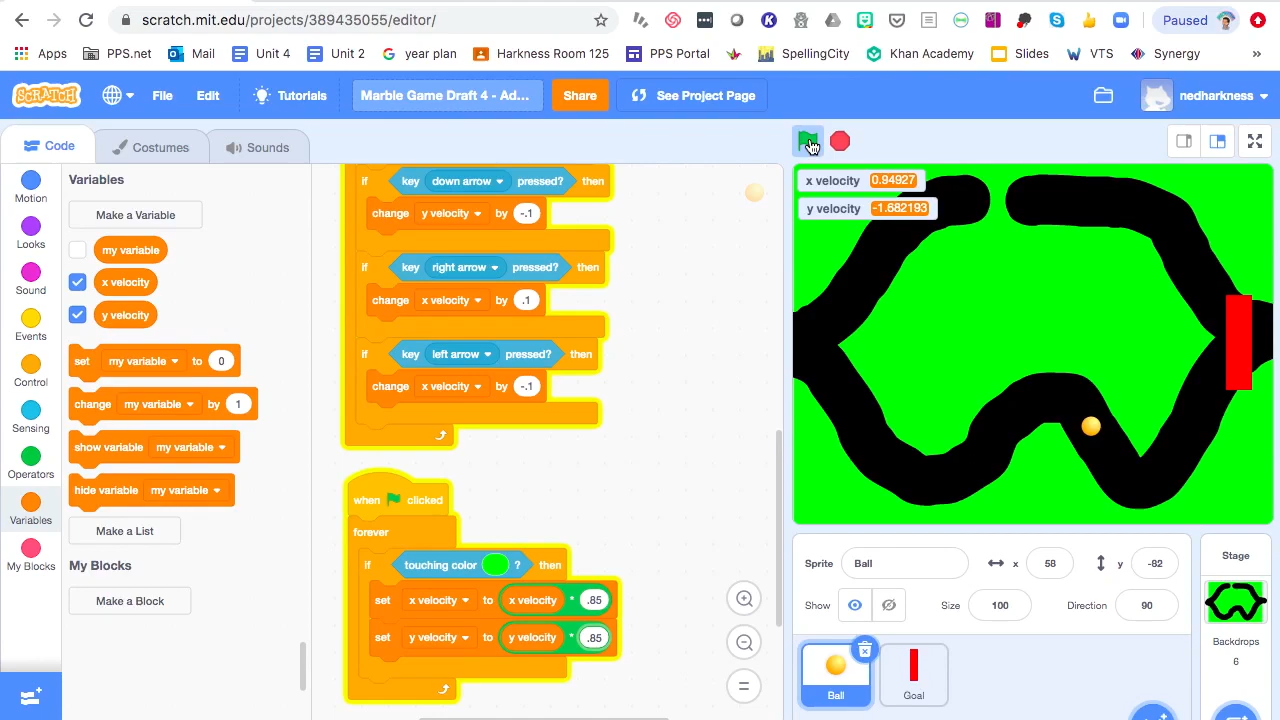 scratch.mit.edu/projects/389435055/editor/
Paused
Apps PPS.net Mail Unit 4 Unit 2 year plan Harkness Room 125 PPS Portal SpellingCity Khan Academy Slides VTS Synergy »
SCRATCH File Edit Tutorials Marble Game Draft 4 - Ad... Share See Project Page nedharkness
Code Costumes Sounds
Motion
Looks
Sound
Events
Control
Sensing
Operators
Variables
My Blocks
Variables
Make a Variable
my variable
x velocity
y velocity
set my variable to 0
change my variable by 1
show variable my variable
hide variable my variable
Make a List
My Blocks
Make a Block
if key down arrow pressed? then
change y velocity by -.1
if key right arrow pressed? then
change x velocity by .1
if key left arrow pressed? then
change x velocity by -.1
when clicked
forever
if touching color ? then
set x velocity to x velocity * .85
set y velocity to y velocity * .85
x velocity 0.94927
y velocity -1.682193
Sprite Ball x 58 y -82
Show Size 100 Direction 90
Ball
Goal
Stage
Backdrops
6